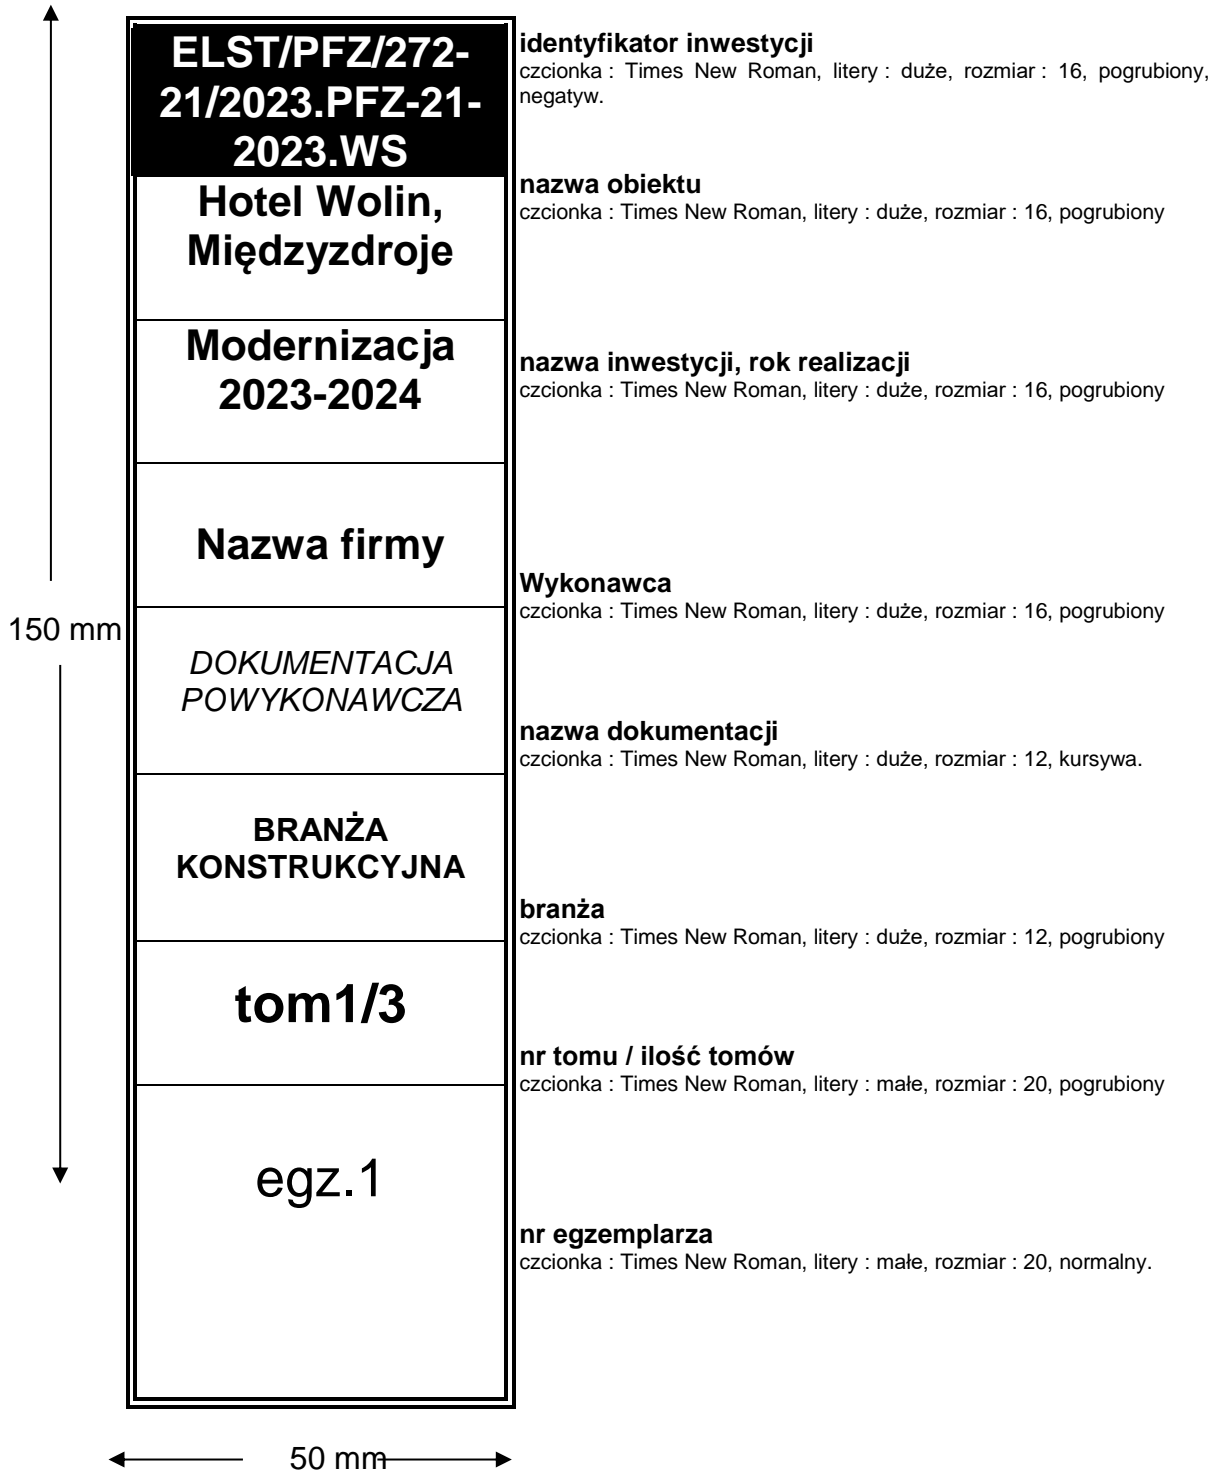 ELST/PFZ/272-
21/2023.PFZ-21-
2023.WS
identyfikator inwestycji
czcionka : Times New Roman, litery : duże, rozmiar : 16, pogrubiony,
negatyw.
Hotel Wolin,
Międzyzdroje
nazwa obiektu
czcionka : Times New Roman, litery : duże, rozmiar : 16, pogrubiony
Modernizacja
2023-2024
nazwa inwestycji, rok realizacji
czcionka : Times New Roman, litery : duże, rozmiar : 16, pogrubiony
Nazwa firmy
Wykonawca
czcionka : Times New Roman, litery : duże, rozmiar : 16, pogrubiony
150 mm
DOKUMENTACJA
POWYKONAWCZA
nazwa dokumentacji
czcionka : Times New Roman, litery : duże, rozmiar : 12, kursywa.
BRANŻA
KONSTRUKCYJNA
branża
czcionka : Times New Roman, litery : duże, rozmiar : 12, pogrubiony
tom1/3
nr tomu / ilość tomów
czcionka : Times New Roman, litery : małe, rozmiar : 20, pogrubiony
egz.1
nr egzemplarza
czcionka : Times New Roman, litery : małe, rozmiar : 20, normalny.
50 mm